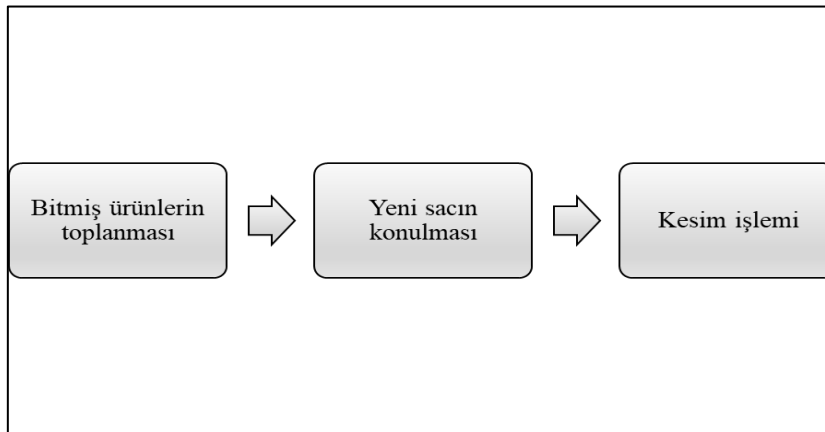 Bitmiş ürünlerin
toplanması
Yeni sacın
konulması
Kesim işlemi